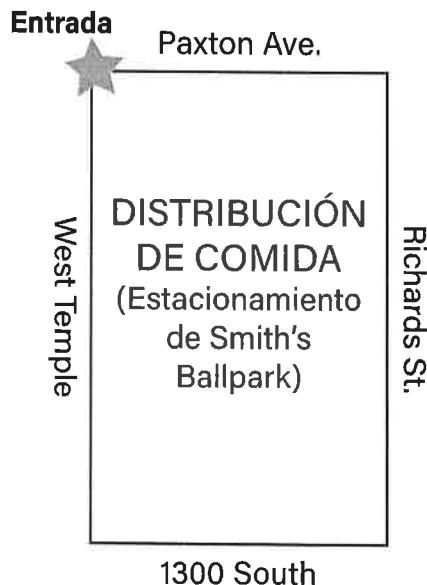 Entrada
Paxton Ave.
West Temple
DISTRIBUCIÓN
DE COMIDA
(Estacionamiento
de Smith's
Ballpark)
Richards St.
1300 South